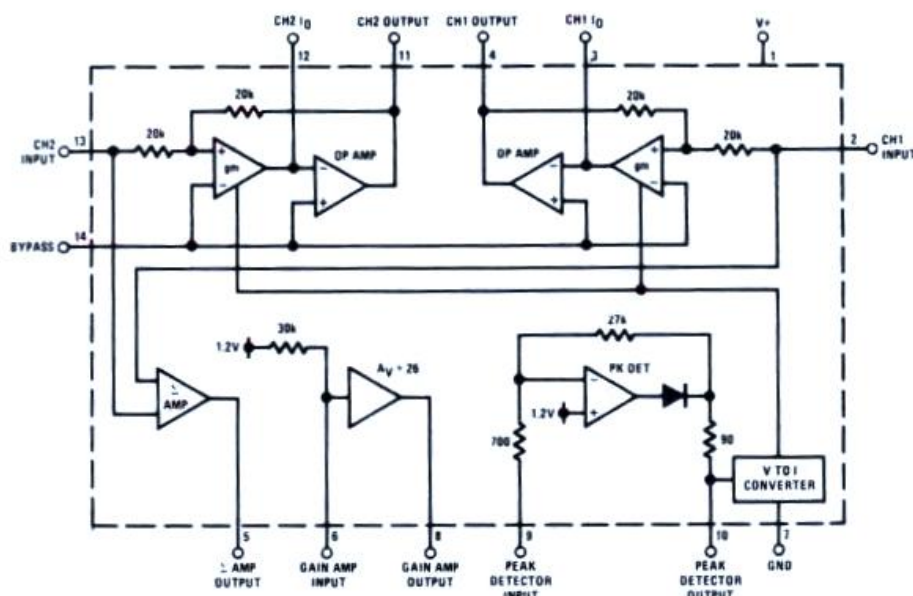 CH2 IO
CH2 OUTPUT
CH1 OUTPUT
CH1 IO
V+
12
11
4
3
1
20k
20k
CH2
INPUT
13
20k
gm
OP AMP
OP AMP
gm
20k
2
CH1
INPUT
+
−
−
+
−
+
+
−
BYPASS
14
1.2V
30k
AV = 26
27k
PK DET
−
+
1.2V
Σ
AMP
700
90
V TO I
CONVERTER
5
6
8
9
10
7
Σ AMP
OUTPUT
GAIN AMP
INPUT
GAIN AMP
OUTPUT
PEAK
DETECTOR
INPUT
PEAK
DETECTOR
OUTPUT
GND